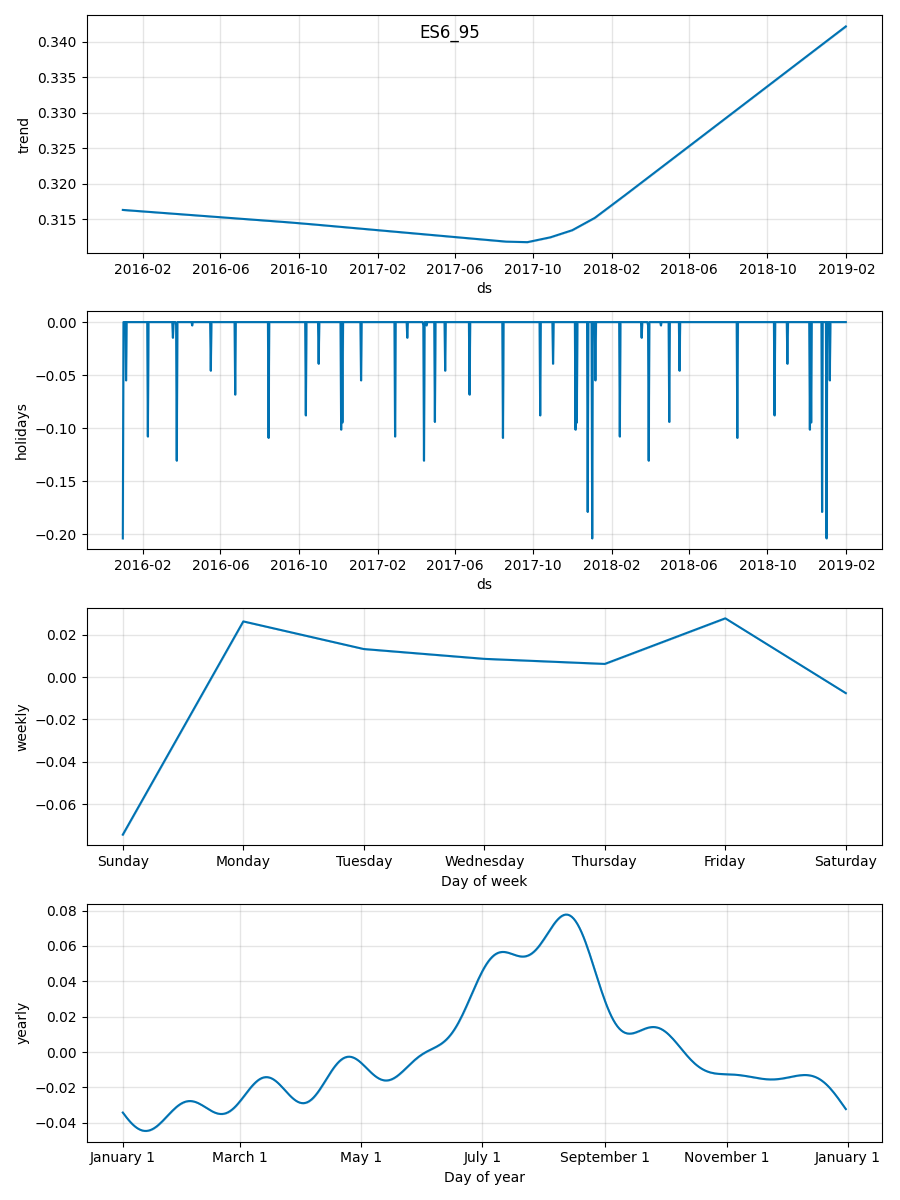 ES6_95
0.340
0.335
0.330
0.325
0.320
0.315
trend
2016-02 2016-06 2016-10 2017-02 2017-06 2017-10 2018-02 2018-06 2018-10 2019-02
ds
0.00
−0.05
−0.10
−0.15
−0.20
holidays
2016-02 2016-06 2016-10 2017-02 2017-06 2017-10 2018-02 2018-06 2018-10 2019-02
ds
0.02
0.00
−0.02
−0.04
−0.06
weekly
Sunday Monday Tuesday Wednesday Thursday Friday Saturday
Day of week
0.08
0.06
0.04
0.02
0.00
−0.02
−0.04
yearly
January 1 March 1 May 1 July 1 September 1 November 1 January 1
Day of year